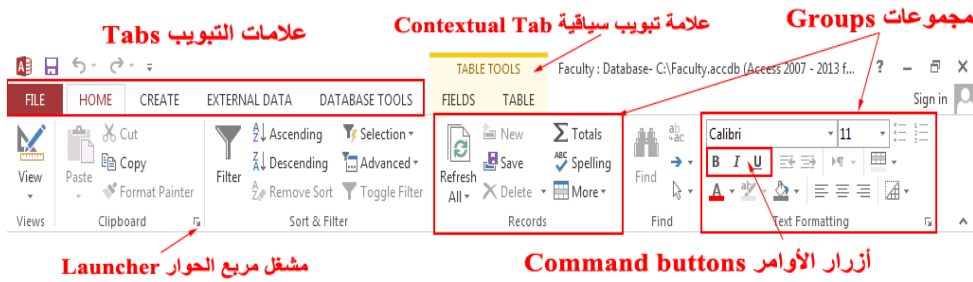 علامات التبويب Tabs
علامة تبويب سياقية Contextual Tab
مجموعات Groups
TABLE TOOLS
Faculty : Database- C:\Faculty.accdb (Access 2007 - 2013 f... ?
FILE HOME CREATE EXTERNAL DATA DATABASE TOOLS FIELDS TABLE Sign in
View
Views
Paste
Cut
Copy
Format Painter
Clipboard
Filter
Ascending
Descending
Remove Sort
Selection
Advanced
Toggle Filter
Sort & Filter
Refresh
All
New
Save
Delete
Totals
Spelling
More
Records
Find
Find
Calibri 11
B I U
Text Formatting
مشغل مربع الحوار Launcher
أزرار الأوامر Command buttons